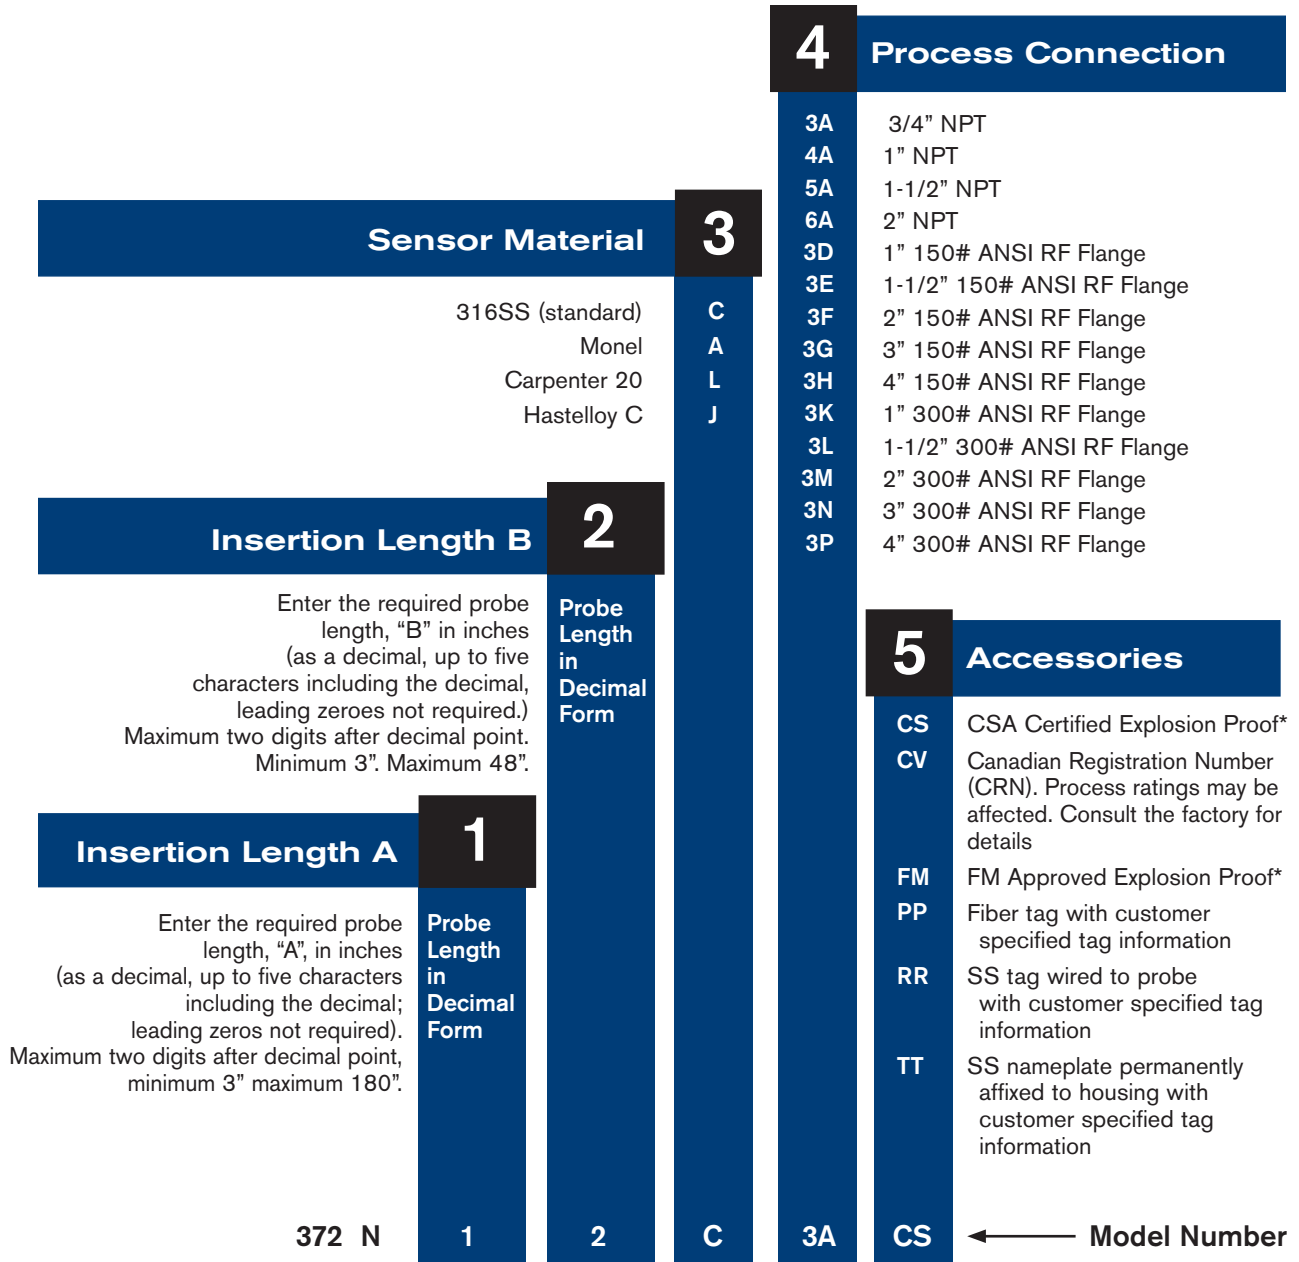 4 Process Connection
3A 3/4” NPT
4A 1” NPT
5A 1-1/2” NPT
6A 2” NPT
3D 1” 150# ANSI RF Flange
3E 1-1/2” 150# ANSI RF Flange
3F 2” 150# ANSI RF Flange
3G 3” 150# ANSI RF Flange
3H 4” 150# ANSI RF Flange
3K 1” 300# ANSI RF Flange
3L 1-1/2” 300# ANSI RF Flange
3M 2” 300# ANSI RF Flange
3N 3” 300# ANSI RF Flange
3P 4” 300# ANSI RF Flange
Sensor Material 3
316SS (standard) C
Monel A
Carpenter 20 L
Hastelloy C J
Insertion Length B 2
Enter the required probe
length, “B” in inches
(as a decimal, up to five
characters including the decimal,
leading zeroes not required.)
Maximum two digits after decimal point.
Minimum 3”. Maximum 48”.
Probe
Length
in
Decimal
Form
5 Accessories
CS CSA Certified Explosion Proof*
CV Canadian Registration Number
(CRN). Process ratings may be
affected. Consult the factory for
details
FM FM Approved Explosion Proof*
PP Fiber tag with customer
specified tag information
RR SS tag wired to probe
with customer specified tag
information
TT SS nameplate permanently
affixed to housing with
customer specified tag
information
Insertion Length A 1
Enter the required probe
length, “A”, in inches
(as a decimal, up to five characters
including the decimal;
leading zeros not required).
Maximum two digits after decimal point,
minimum 3” maximum 180”.
Probe
Length
in
Decimal
Form
372 N 1 2 C 3A CS Model Number